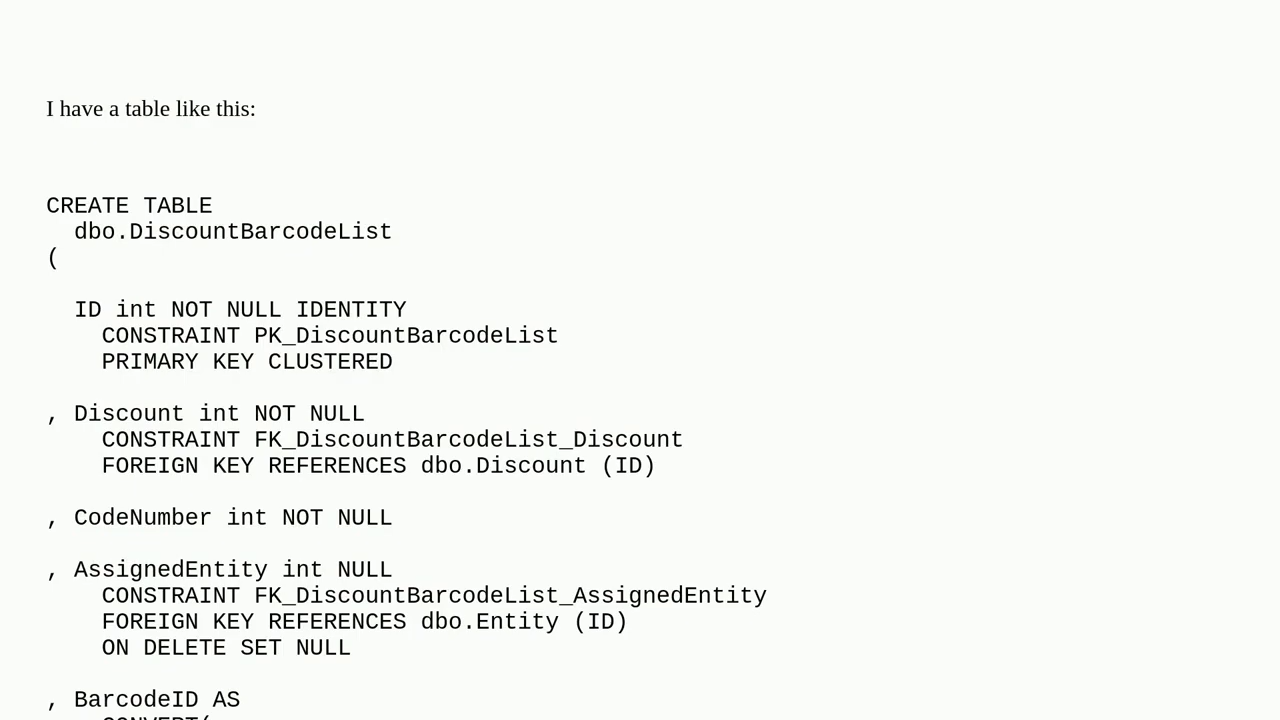 I have a table like this:
CREATE TABLE
dbo.DiscountBarcodeList
(
ID int NOT NULL IDENTITY
CONSTRAINT PK_DiscountBarcodeList
PRIMARY KEY CLUSTERED
, Discount int NOT NULL
CONSTRAINT FK_DiscountBarcodeList_Discount
FOREIGN KEY REFERENCES dbo.Discount (ID)
, CodeNumber int NOT NULL
, AssignedEntity int NULL
CONSTRAINT FK_DiscountBarcodeList_AssignedEntity
FOREIGN KEY REFERENCES dbo.Entity (ID)
ON DELETE SET NULL
, BarcodeID AS
CONVERT(